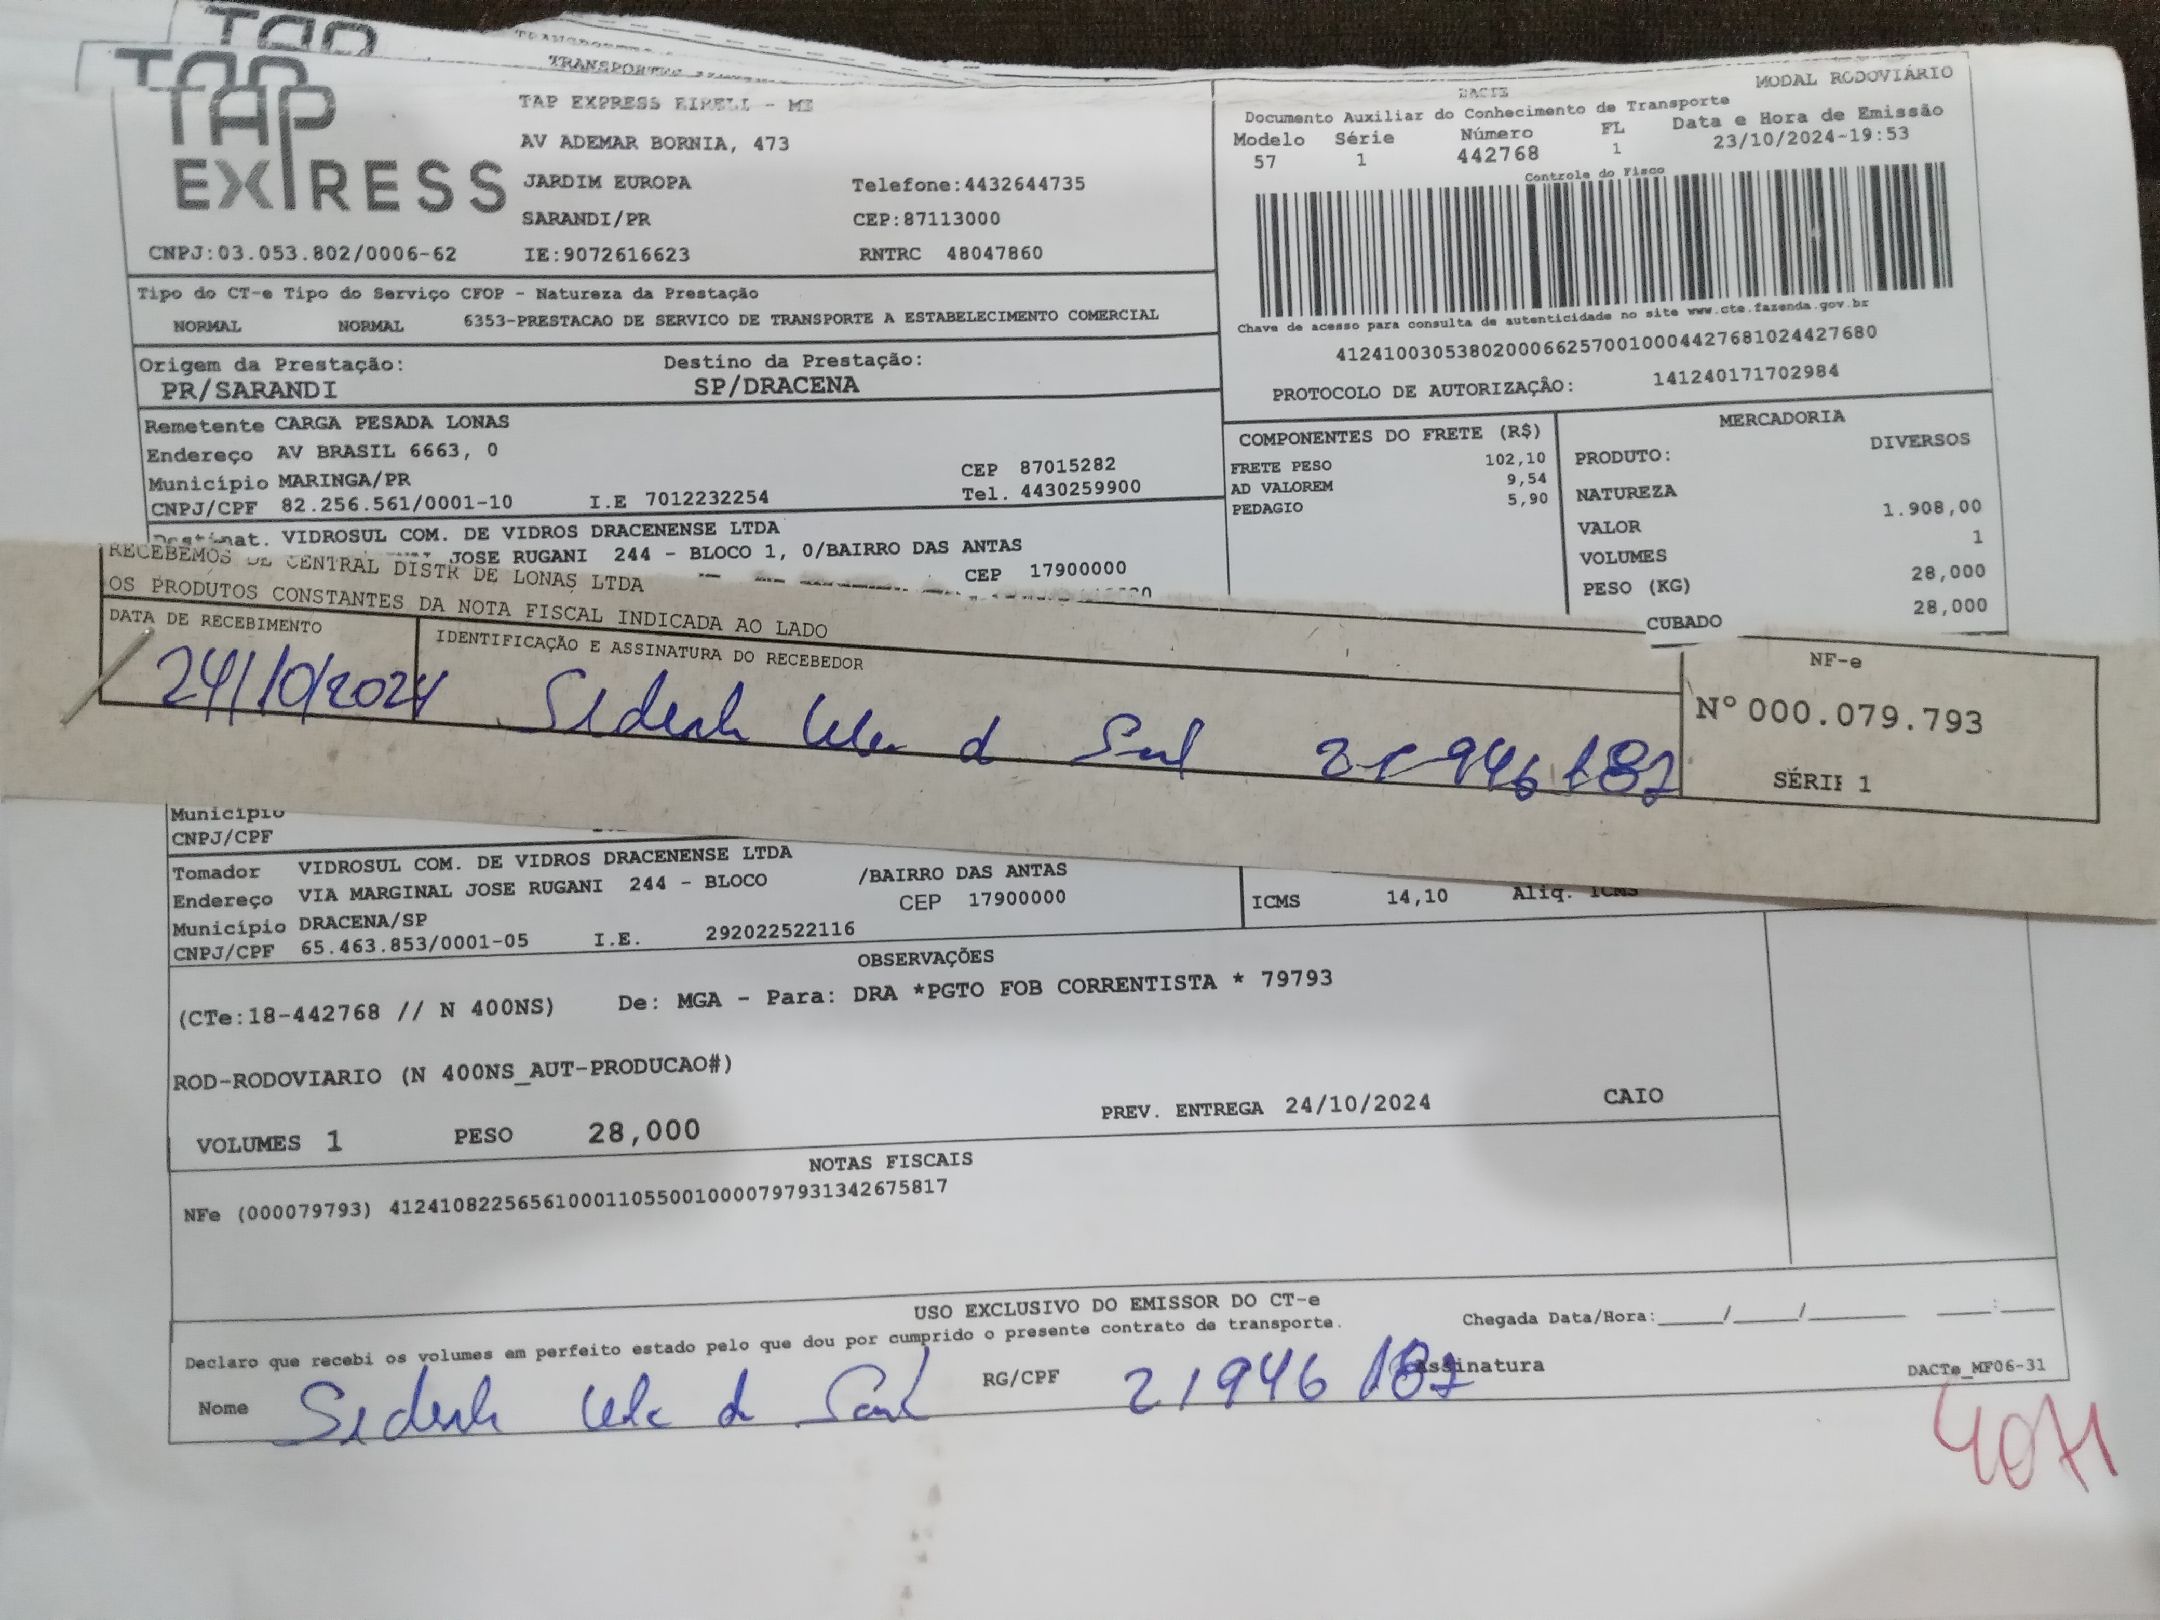 TAP
TAP
TAP
EXPRESS
TRANSPORTES
TAP EXPRESS EIRELI - ME
AV ADEMAR BORNIA, 473
JARDIM EUROPA Telefone:4432644735
SARANDI/PR CEP:87113000
CNPJ:03.053.802/0006-62 IE:9072616623 RNTRC 48047860
DACTE MODAL RODOVIÁRIO
Documento Auxiliar do Conhecimento de Transporte
Modelo Série Número FL Data e Hora de Emissão
57 1 442768 1 23/10/2024-19:53
Controle do Fisco
Chave de acesso para consulta de autenticidade no site www.cte.fazenda.gov.br
41241003053802000662570010004427681024427680
PROTOCOLO DE AUTORIZAÇÃO: 141240171702984
Tipo do CT-e Tipo do Serviço CFOP - Natureza da Prestação
NORMAL NORMAL 6353-PRESTACAO DE SERVICO DE TRANSPORTE A ESTABELECIMENTO COMERCIAL
Origem da Prestação: Destino da Prestação:
PR/SARANDI SP/DRACENA
Remetente CARGA PESADA LONAS
Endereço AV BRASIL 6663, 0
Município MARINGA/PR CEP 87015282
CNPJ/CPF 82.256.561/0001-10 I.E 7012232254 Tel. 4430259900
Destinat. VIDROSUL COM. DE VIDROS DRACENENSE LTDA
JOSE RUGANI 244 - BLOCO 1, 0/BAIRRO DAS ANTAS
CEP 17900000
COMPONENTES DO FRETE (R$)
FRETE PESO 102,10
AD VALOREM 9,54
PEDAGIO 5,90
MERCADORIA
PRODUTO: DIVERSOS
NATUREZA
VALOR 1.908,00
VOLUMES 1
PESO (KG) 28,000
CUBADO 28,000
RECEBEMOS DE CENTRAL DISTR DE LONAS LTDA
OS PRODUTOS CONSTANTES DA NOTA FISCAL INDICADA AO LADO
DATA DE RECEBIMENTO IDENTIFICAÇÃO E ASSINATURA DO RECEBEDOR
24/10/2024 21946187
NF-e
Nº 000.079.793
SÉRIE 1
Município
CNPJ/CPF
Tomador VIDROSUL COM. DE VIDROS DRACENENSE LTDA
Endereço VIA MARGINAL JOSE RUGANI 244 - BLOCO /BAIRRO DAS ANTAS
Município DRACENA/SP CEP 17900000
CNPJ/CPF 65.463.853/0001-05 I.E. 292022522116
ICMS 14,10 Aliq. ICMS
OBSERVAÇÕES
(CTe:18-442768 // N 400NS) De: MGA - Para: DRA *PGTO FOB CORRENTISTA * 79793
ROD-RODOVIARIO (N 400NS_AUT-PRODUCAO#)
VOLUMES 1 PESO 28,000 PREV. ENTREGA 24/10/2024 CAIO
NOTAS FISCAIS
NFe (000079793) 41241082256561000110550010000797931342675817
USO EXCLUSIVO DO EMISSOR DO CT-e
Declaro que recebi os volumes em perfeito estado pelo que dou por cumprido o presente contrato de transporte. Chegada Data/Hora:_____/_____/_______ ____:____
Nome RG/CPF 21946187 Assinatura DACTe_MF06-31
4071